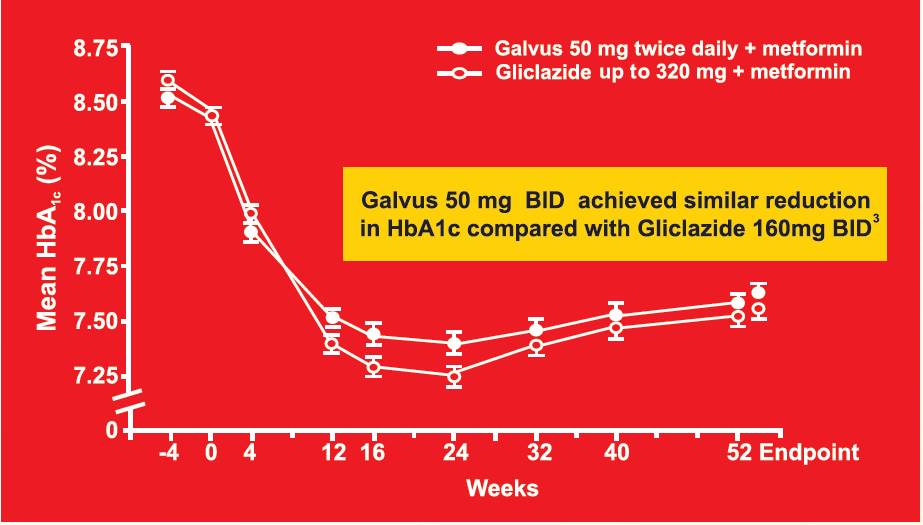 8.75
Galvus 50 mg twice daily + metformin
Gliclazide up to 320 mg + metformin
8.50
8.25
8.00
7.75
7.50
7.25
0
Mean HbA1c (%)
Galvus 50 mg BID achieved similar reduction
in HbA1c compared with Gliclazide 160mg BID3
-4 0 4 12 16 24 32 40 52 Endpoint
Weeks